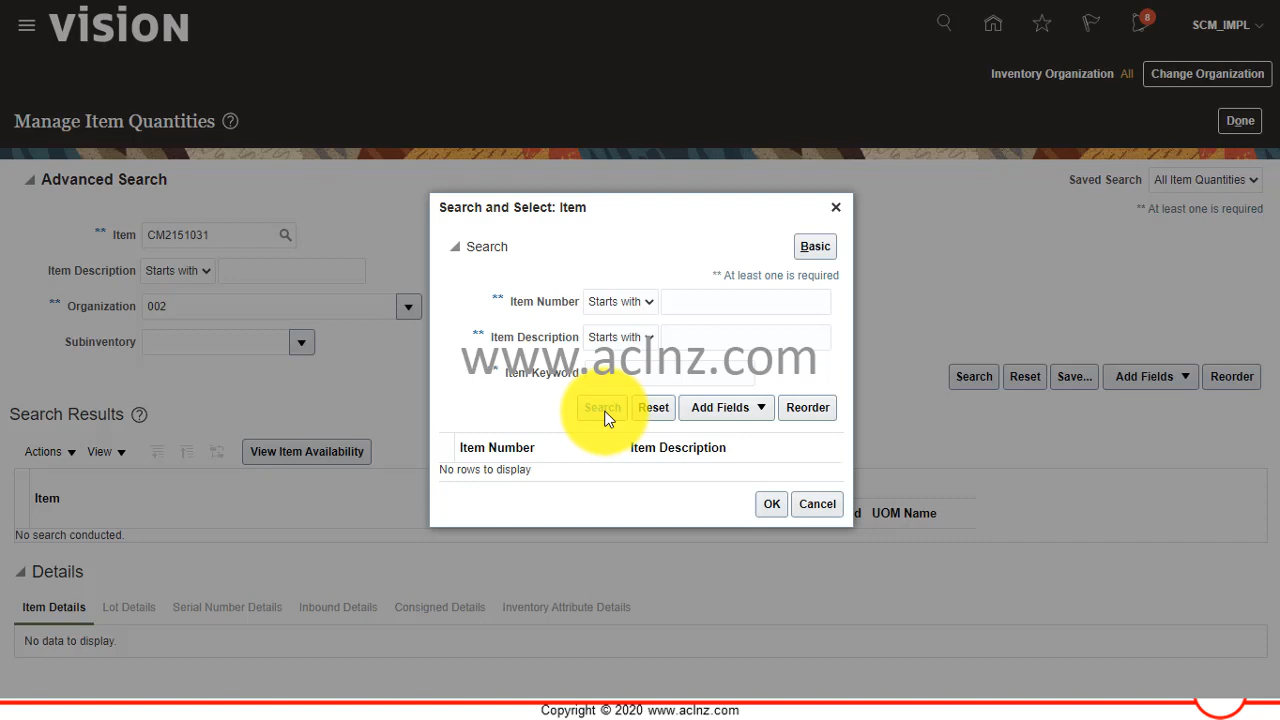 vision
8
SCM_IMPL
Inventory Organization All Change Organization
Manage Item Quantities
Done
Advanced Search
Saved Search All Item Quantities
** At least one is required
** Item CM2151031
Item Description Starts with
** Organization 002
Subinventory
Search Reset Save... Add Fields Reorder
Search Results
Actions View View Item Availability
Item
d UOM Name
No search conducted.
Details
Item Details Lot Details Serial Number Details Inbound Details Consigned Details Inventory Attribute Details
No data to display.
Search and Select: Item
Search Basic
** At least one is required
** Item Number Starts with
** Item Description Starts with
www.aclnz.com
** Item Keyword
Search Reset Add Fields Reorder
Item Number Item Description
No rows to display
OK Cancel
Copyright © 2020 www.aclnz.com